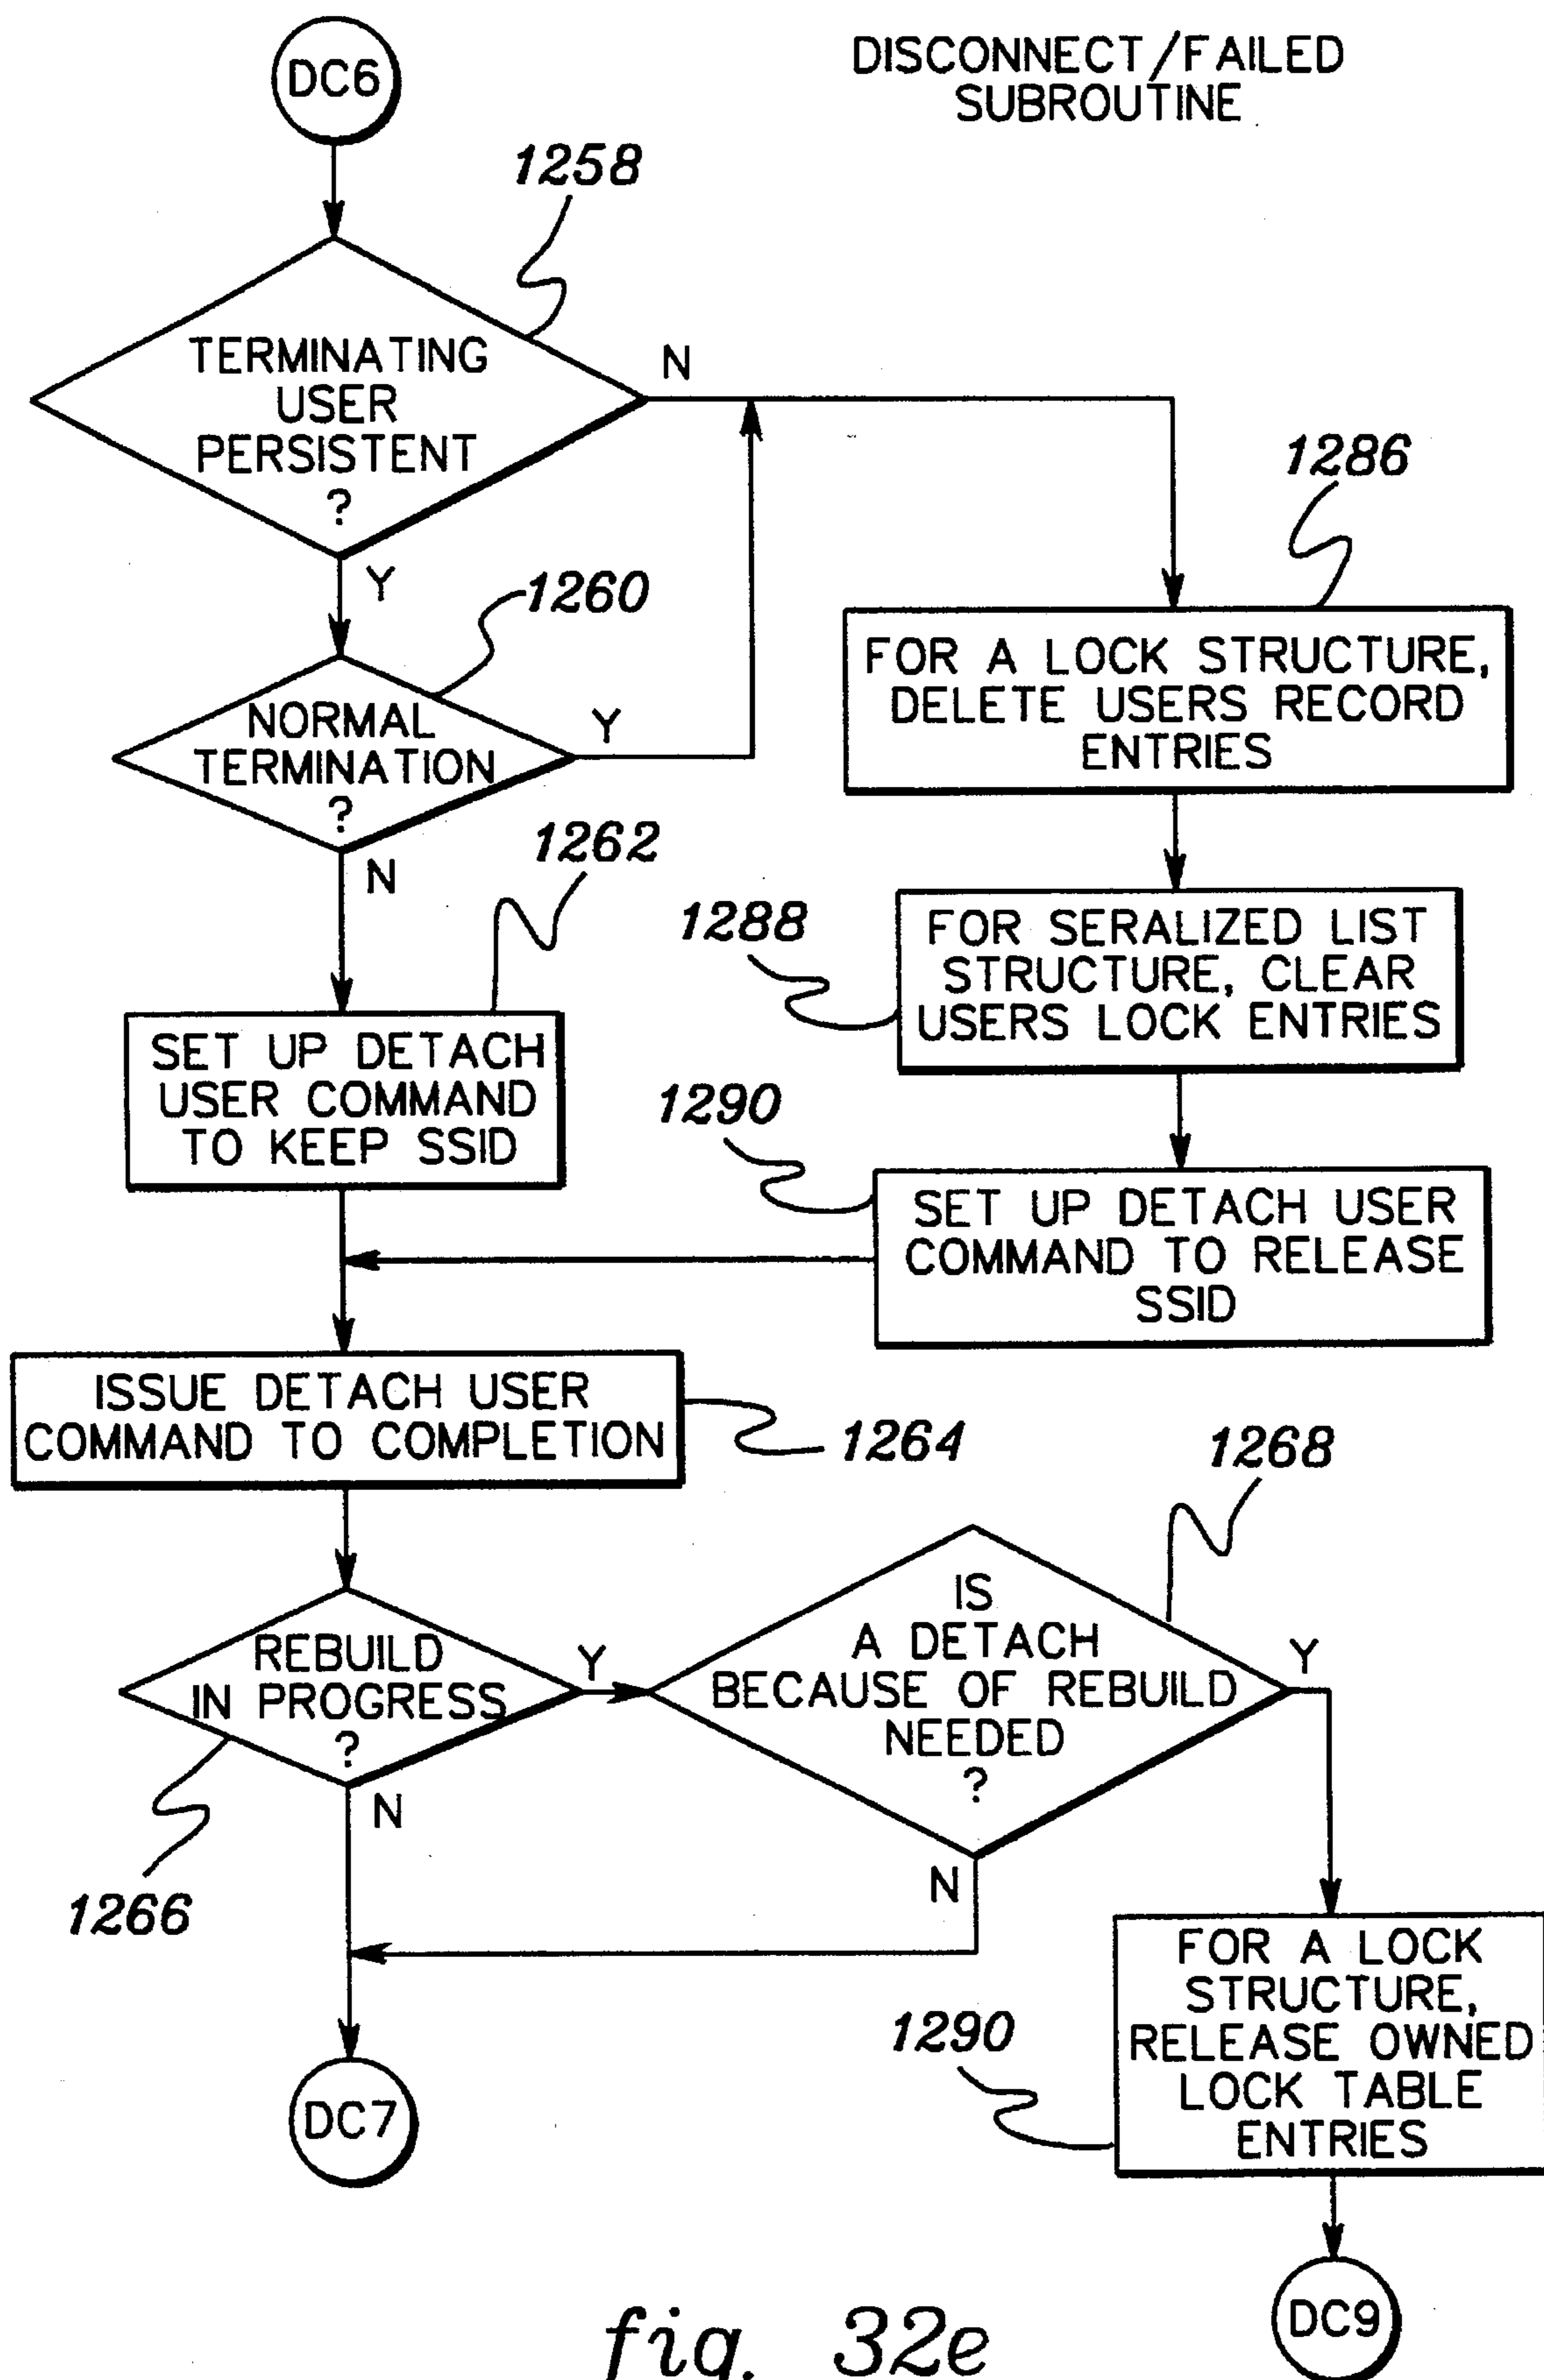 DC6
DISCONNECT/FAILED
SUBROUTINE
1258
TERMINATING
USER
PERSISTENT
?
N
Y
1260
NORMAL
TERMINATION
?
Y
N
1286
FOR A LOCK STRUCTURE,
DELETE USERS RECORD
ENTRIES
1262
SET UP DETACH
USER COMMAND
TO KEEP SSID
1288
FOR SERALIZED LIST
STRUCTURE, CLEAR
USERS LOCK ENTRIES
1290
SET UP DETACH USER
COMMAND TO RELEASE
SSID
ISSUE DETACH USER
COMMAND TO COMPLETION
1264
1268
REBUILD
IN PROGRESS
?
Y
N
1266
IS
A DETACH
BECAUSE OF REBUILD
NEEDED
?
Y
N
1290
FOR A LOCK
STRUCTURE,
RELEASE OWNED
LOCK TABLE
ENTRIES
DC7
DC9
fig. 32e